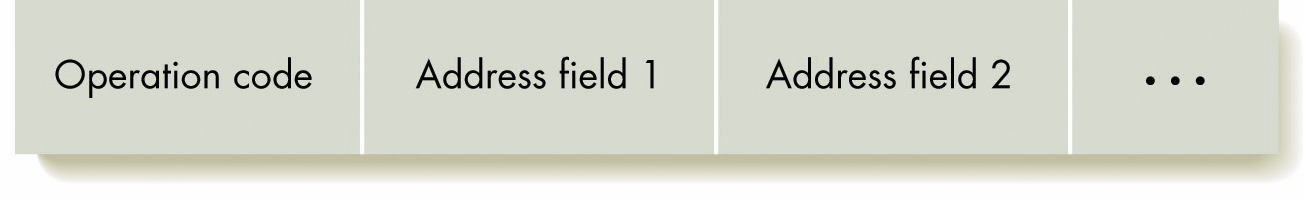 Operation code Address field 1 Address field 2 ...